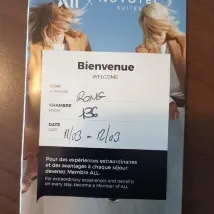 All
NOVOTEL
SUITES
Bienvenue
WELCOME
NOM
CHAMBRE
ROOM
136
DATE
DATE
11/03 - 12/03
Pour des expériences extraordinaires
et des avantages à chaque séjour,
devenez Membre ALL.
For extraordinary experiences and benefits
on every stay, become a Member of ALL.